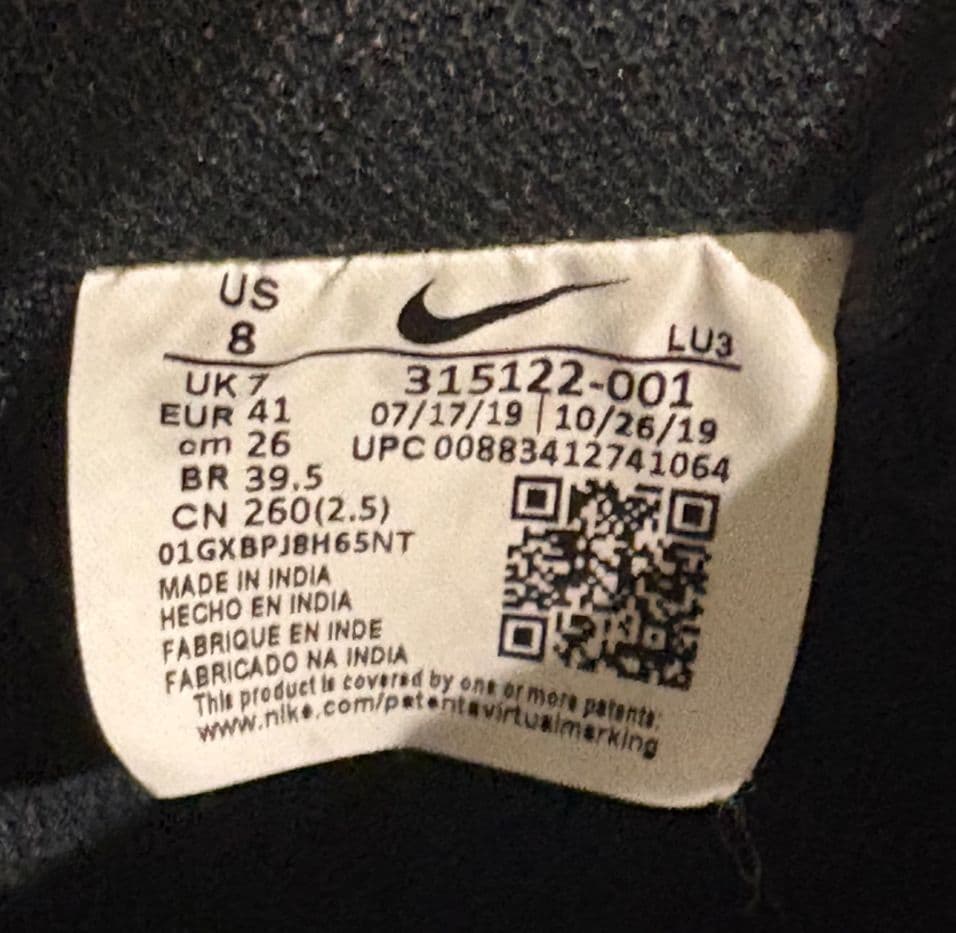 US
8
LU3
UK 7
EUR 41
cm 26
BR 39.5
CN 260(2.5)
01GXBPJ8H65NT
315122-001
07/17/19 | 10/26/19
UPC 00883412741064
MADE IN INDIA
HECHO EN INDIA
FABRIQUE EN INDE
FABRICADO NA INDIA
This product is covered by one or more patents:
www.nike.com/patentsvirtualmarking